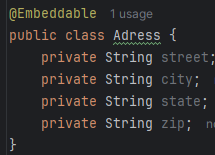 @Embeddable 1 usage
public class Adress {
private String street;
private String city;
private String state;
private String zip;
}